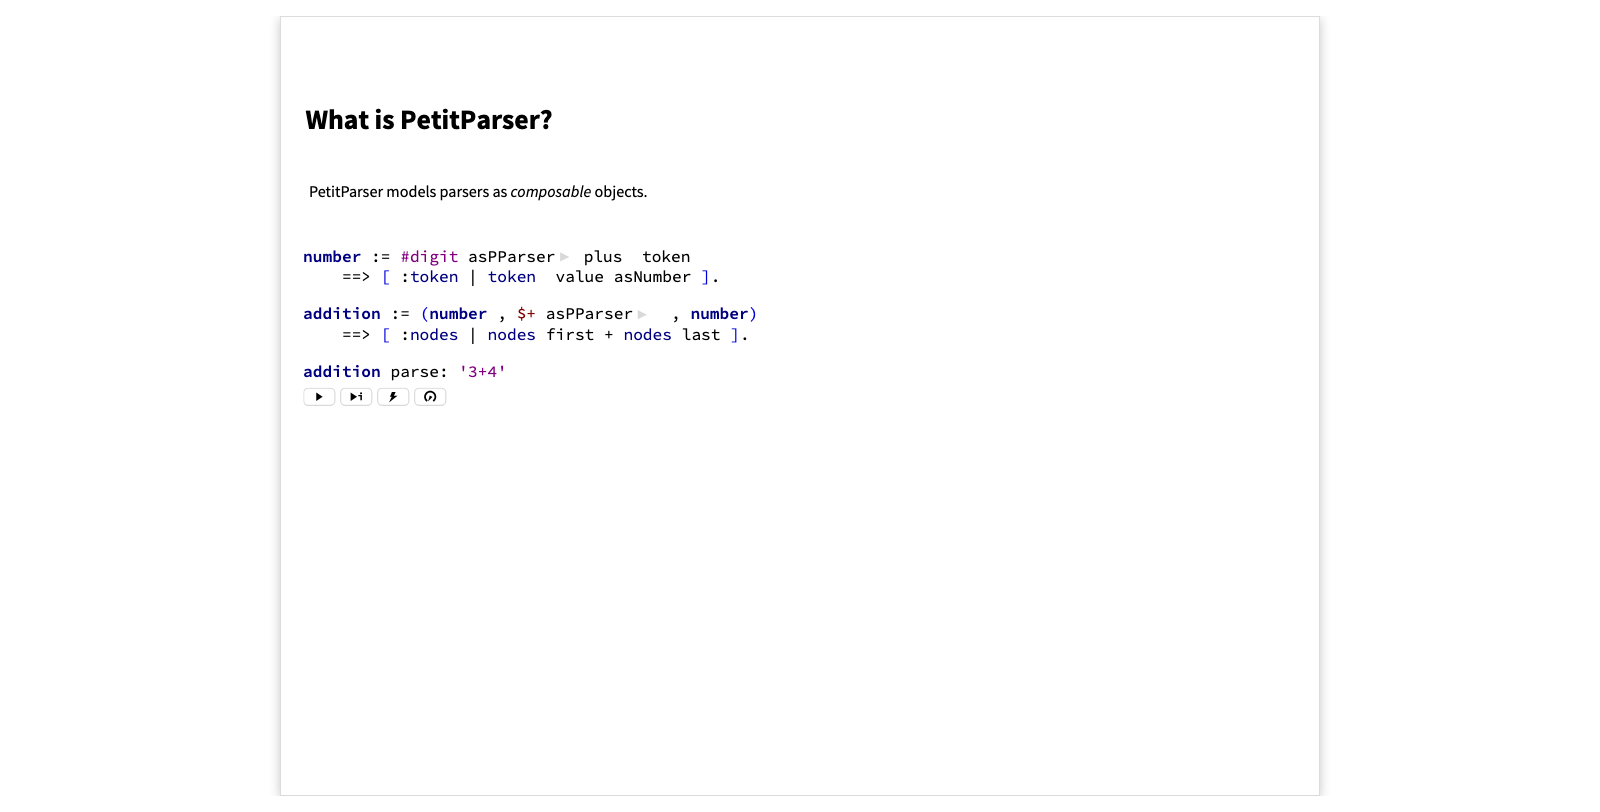 What is PetitParser?
PetitParser models parsers as composable objects.
number := #digit asPParser▸ plus token
==> [ :token | token value asNumber ].
addition := (number , $+ asPParser▸ , number)
==> [ :nodes | nodes first + nodes last ].
addition parse: '3+4'
i